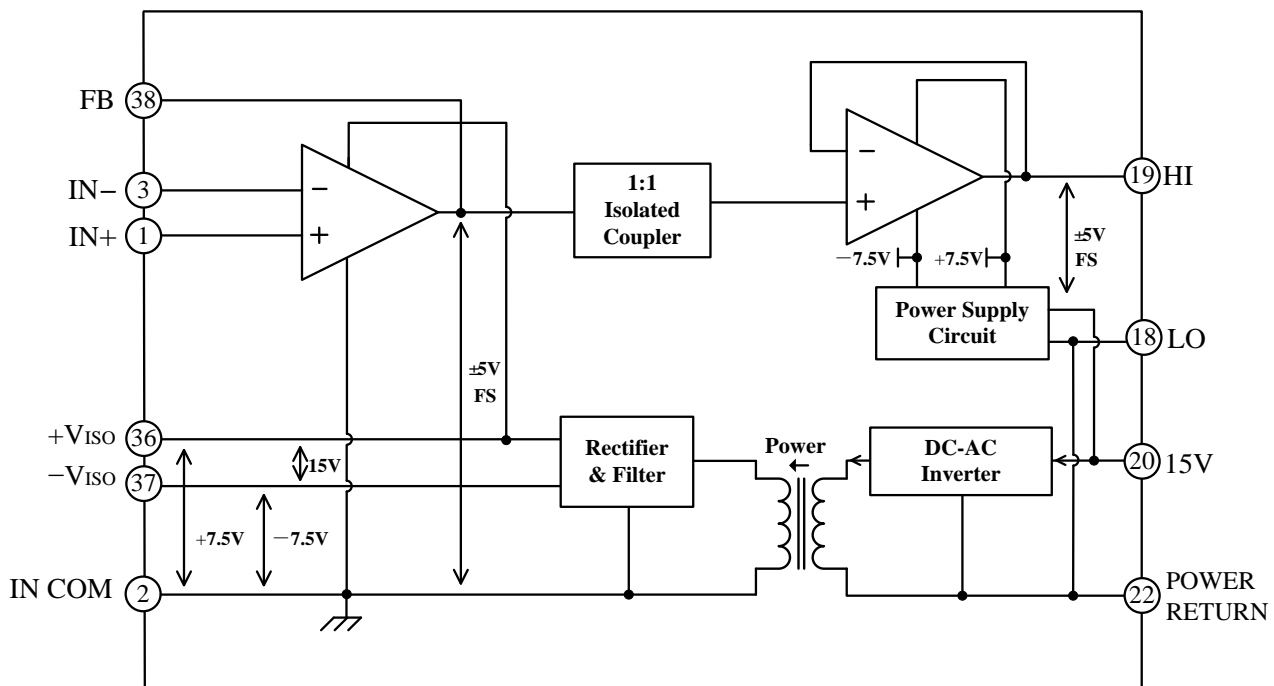 FB 38
IN− 3
IN+ 1
− 
+
1:1
Isolated
Coupler
−
+
19 HI
±5V
FS
−7.5V
+7.5V
Power Supply
Circuit
18 LO
±5V
FS
+VISO 36
−VISO 37
15V
+7.5V
−7.5V
Rectifier
& Filter
Power
DC-AC
Inverter
20 15V
IN COM 2
22 POWER
RETURN